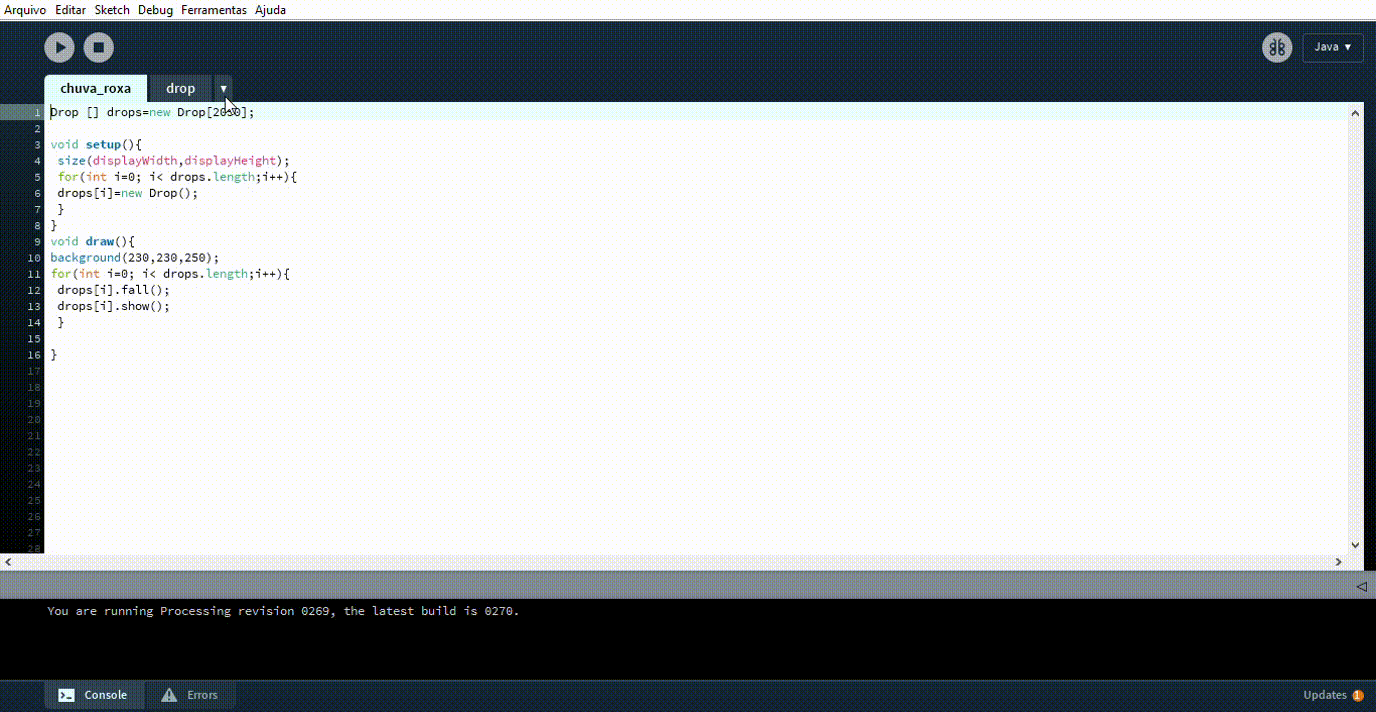 Arquivo Editar Sketch Debug Ferramentas Ajuda
Java ▼
chuva_roxa drop ▼
1 Drop [] drops=new Drop[2000];
2
3 void setup(){
4 size(displayWidth,displayHeight);
5 for(int i=0; i< drops.length;i++){
6 drops[i]=new Drop();
7 }
8 }
9 void draw(){
10 background(230,230,250);
11 for(int i=0; i< drops.length;i++){
12 drops[i].fall();
13 drops[i].show();
14 }
15
16 }
17
18
19
20
21
22
23
24
25
26
27
28
You are running Processing revision 0269, the latest build is 0270.
Console Errors
Updates 1